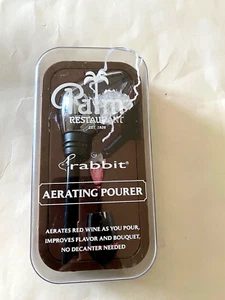 Palm
RESTAURANT
EST. 1926
rabbit®
AERATING POURER
AERATES RED WINE AS YOU POUR,
IMPROVES FLAVOR AND BOUQUET,
NO DECANTER NEEDED